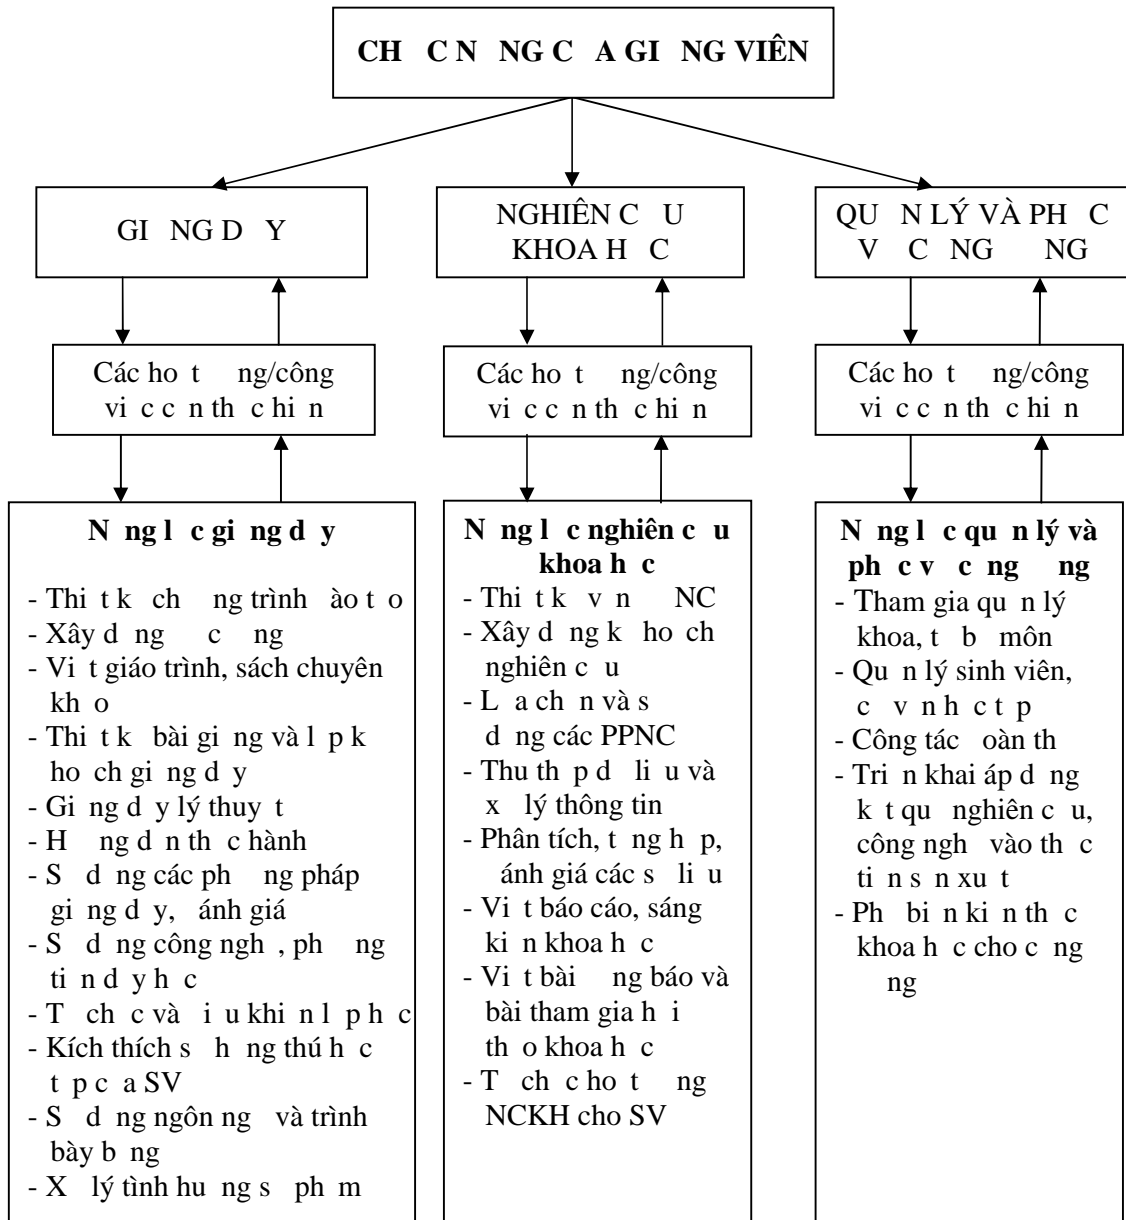 CH C N NG C A GI NG VIÊN
GI NG D Y
NGHIÊN C U
KHOA H C
QU N LÝ VÀ PH C
V C NG NG
Các ho t ng/công
vi c c n th c hi n
Các ho t ng/công
vi c c n th c hi n
Các ho t ng/công
vi c c n th c hi n
N ng l c gi ng d y
- Thi t k ch ng trình ào t o
- Xây d ng c ng
- Vi t giáo trình, sách chuyên
kh o
- Thi t k bài gi ng và l p k
ho ch gi ng d y
- Gi ng d y lý thuy t
- H ng d n th c hành
- S d ng các ph ng pháp
gi ng d y, ánh giá
- S d ng công ngh , ph ng
ti n d y h c
- T ch c và i u khi n l p h c
- Kích thích s h ng thú h c
t p c a SV
- S d ng ngôn ng và trình
bày b ng
- X lý tình hu ng s ph m
N ng l c nghiên c u
khoa h c
- Thi t k v n NC
- Xây d ng k ho ch
nghiên c u
- L a ch n và s
d ng các PPNC
- Thu th p d li u và
x lý thông tin
- Phân tích, t ng h p,
ánh giá các s li u
- Vi t báo cáo, sáng
ki n khoa h c
- Vi t bài ng báo và
bài tham gia h i
th o khoa h c
- T ch c ho t ng
NCKH cho SV
N ng l c qu n lý và
ph c v c ng ng
- Tham gia qu n lý
khoa, t b môn
- Qu n lý sinh viên,
c v n h c t p
- Công tác oàn th
- Tri n khai áp d ng
k t qu nghiên c u,
công ngh vào th c
ti n s n xu t
- Ph bi n ki n th c
khoa h c cho c ng
ng